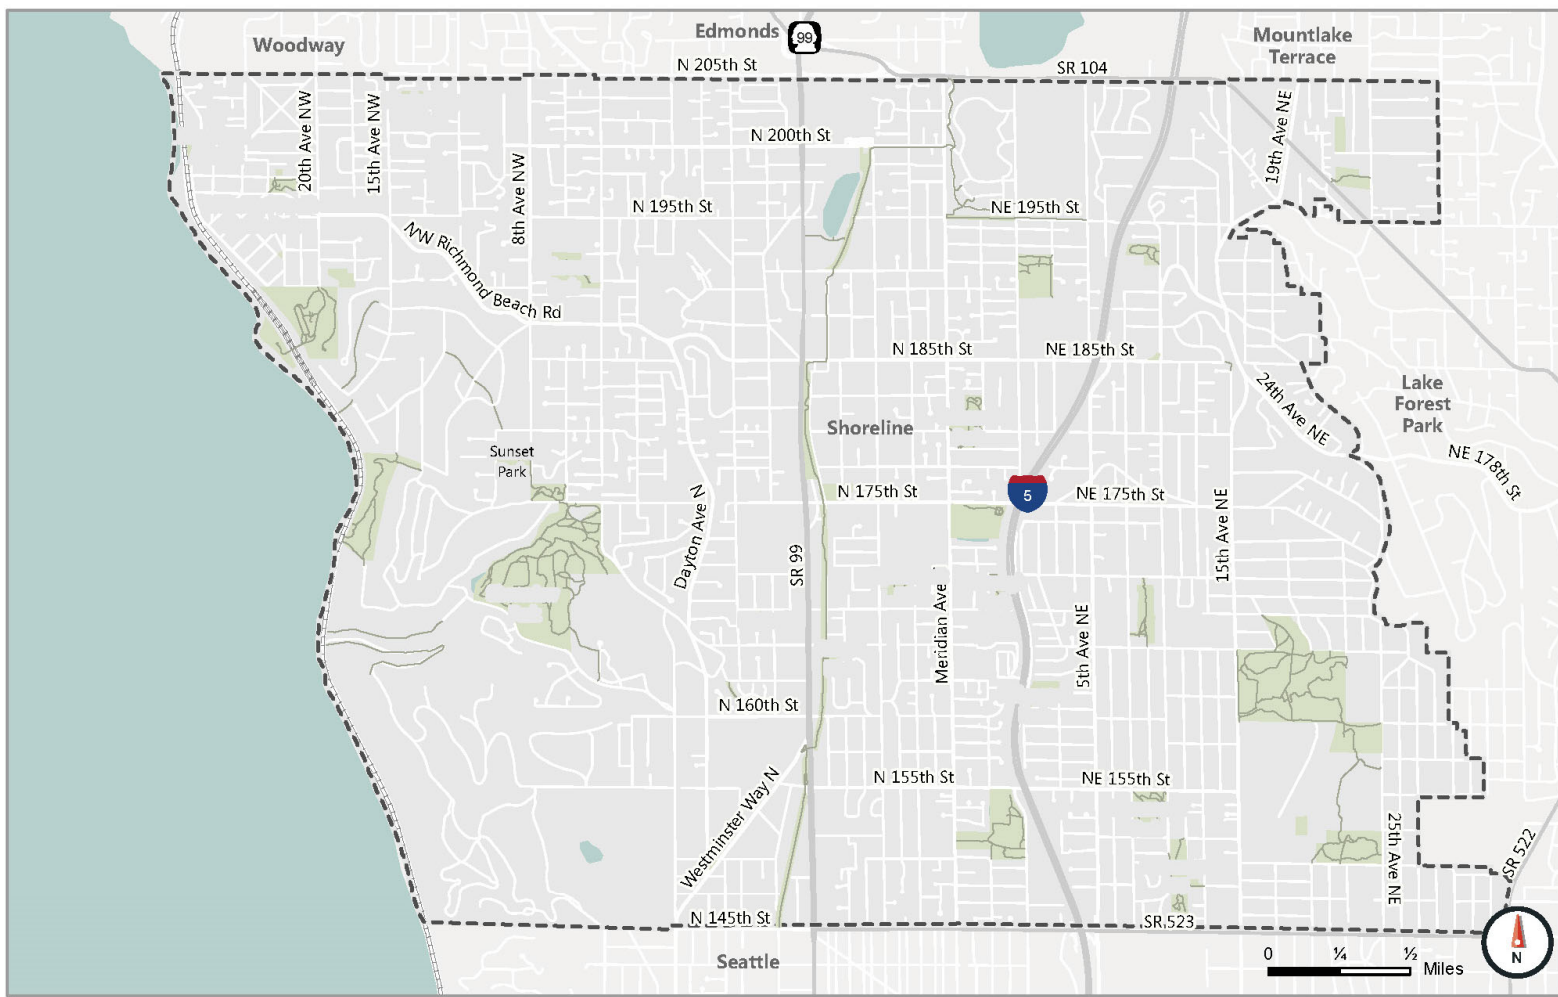 Woodway
Edmonds
99
Mountlake
Terrace
N 205th St
SR 104
20th Ave NW
15th Ave NW
8th Ave NW
N 200th St
19th Ave NE
N 195th St
NE 195th St
NW Richmond Beach Rd
N 185th St
NE 185th St
24th Ave NE
Lake
Forest
Park
Shoreline
Sunset
Park
NE 178th St
N 175th St
5
NE 175th St
Dayton Ave N
SR 99
15th Ave NE
Meridian Ave
5th Ave NE
N 160th St
N 155th St
NE 155th St
Westminster Way N
25th Ave NE
SR 522
N 145th St
SR 523
Seattle
0 ¼ ½
Miles
N